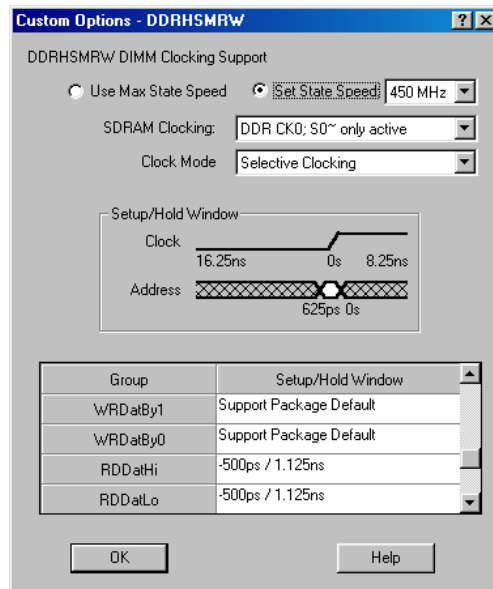 Custom Options - DDRHSMRW
DDRHSMRW DIMM Clocking Support
Use Max State Speed Set State Speed 450 MHz
SDRAM Clocking: DDR CK0; S0~ only active
Clock Mode Selective Clocking
Setup/Hold Window
Clock
16.25ns 0s 8.25ns
Address
625ps 0s
Group Setup/Hold Window
WRDatBy1 Support Package Default
WRDatBy0 Support Package Default
RDDatHi -500ps / 1.125ns
RDDatLo -500ps / 1.125ns
OK Help